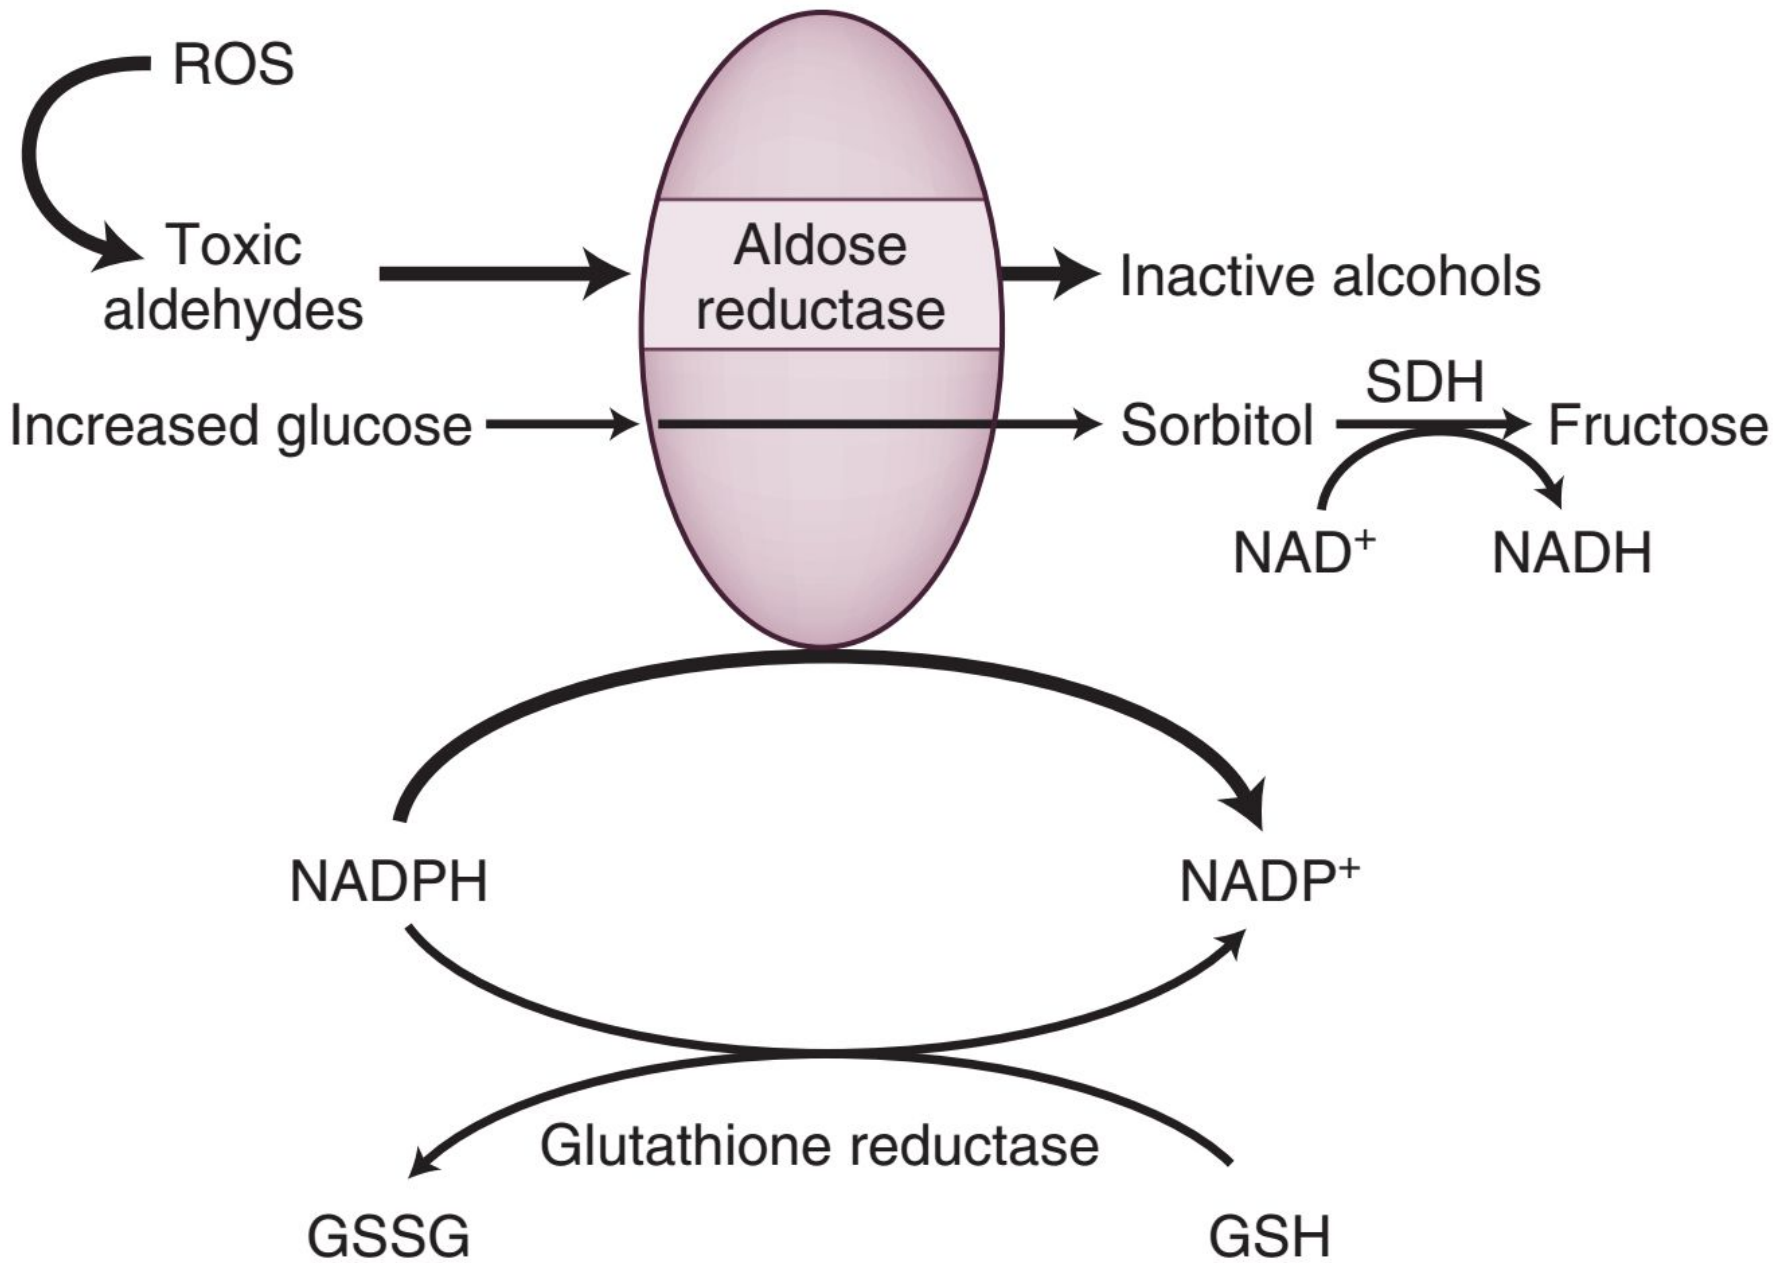 ROS
Toxic
aldehydes
Aldose
reductase
Inactive alcohols
Increased glucose
Sorbitol
SDH
Fructose
NAD⁺
NADH
NADPH
NADP⁺
Glutathione reductase
GSSG
GSH